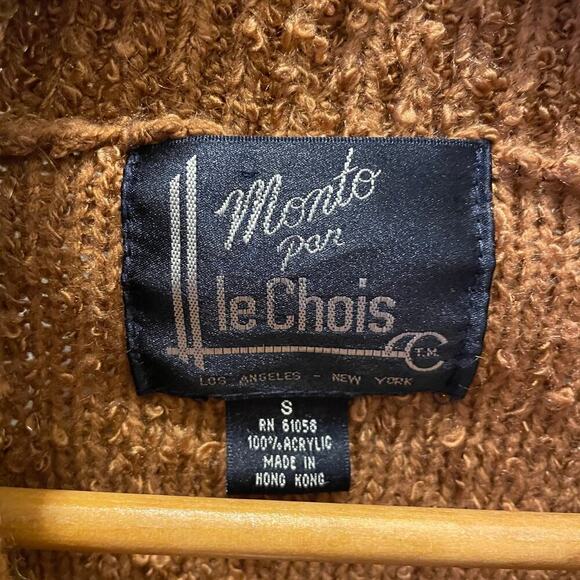 Monto
par
le Chois
T.M.
LOS ANGELES - NEW YORK
S
RN 61058
100% ACRYLIC
MADE IN
HONG KONG